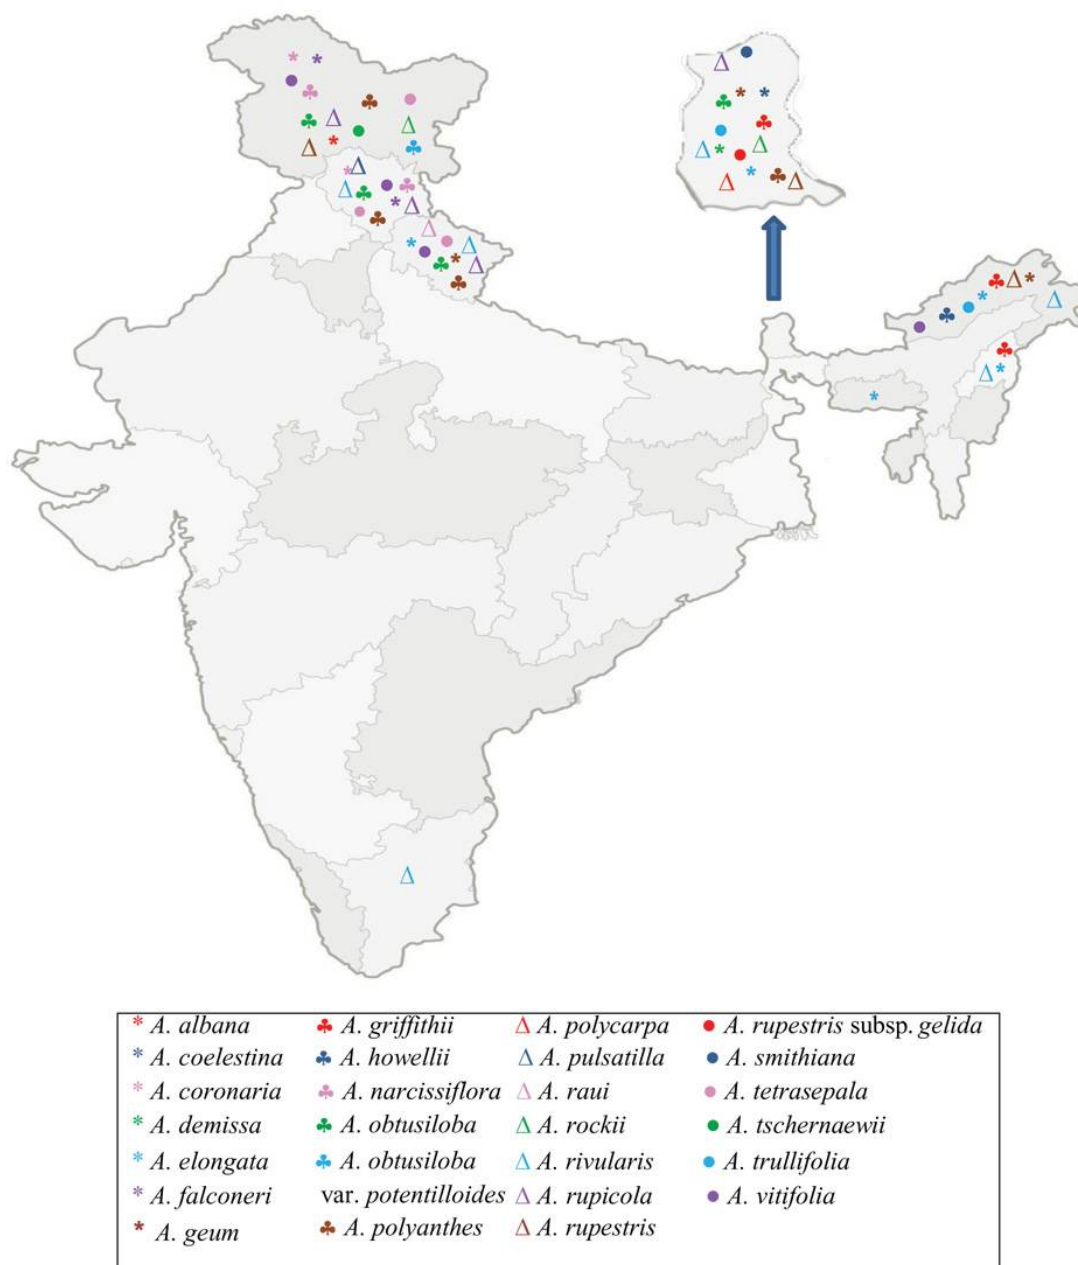 * A. albana ♣ A. griffithii Δ A. polycarpa ● A. rupestris subsp. gelida
* A. coelestina ♣ A. howellii Δ A. pulsatilla ● A. smithiana
* A. coronaria ♣ A. narcissiflora Δ A. raui ● A. tetrasepala
* A. demissa ♣ A. obtusiloba Δ A. rockii ● A. tschernaewii
* A. elongata ♣ A. obtusiloba Δ A. rivularis ● A. trullifolia
* A. falconeri var. potentilloides Δ A. rupicola ● A. vitifolia
* A. geum ♣ A. polyanthes Δ A. rupestris